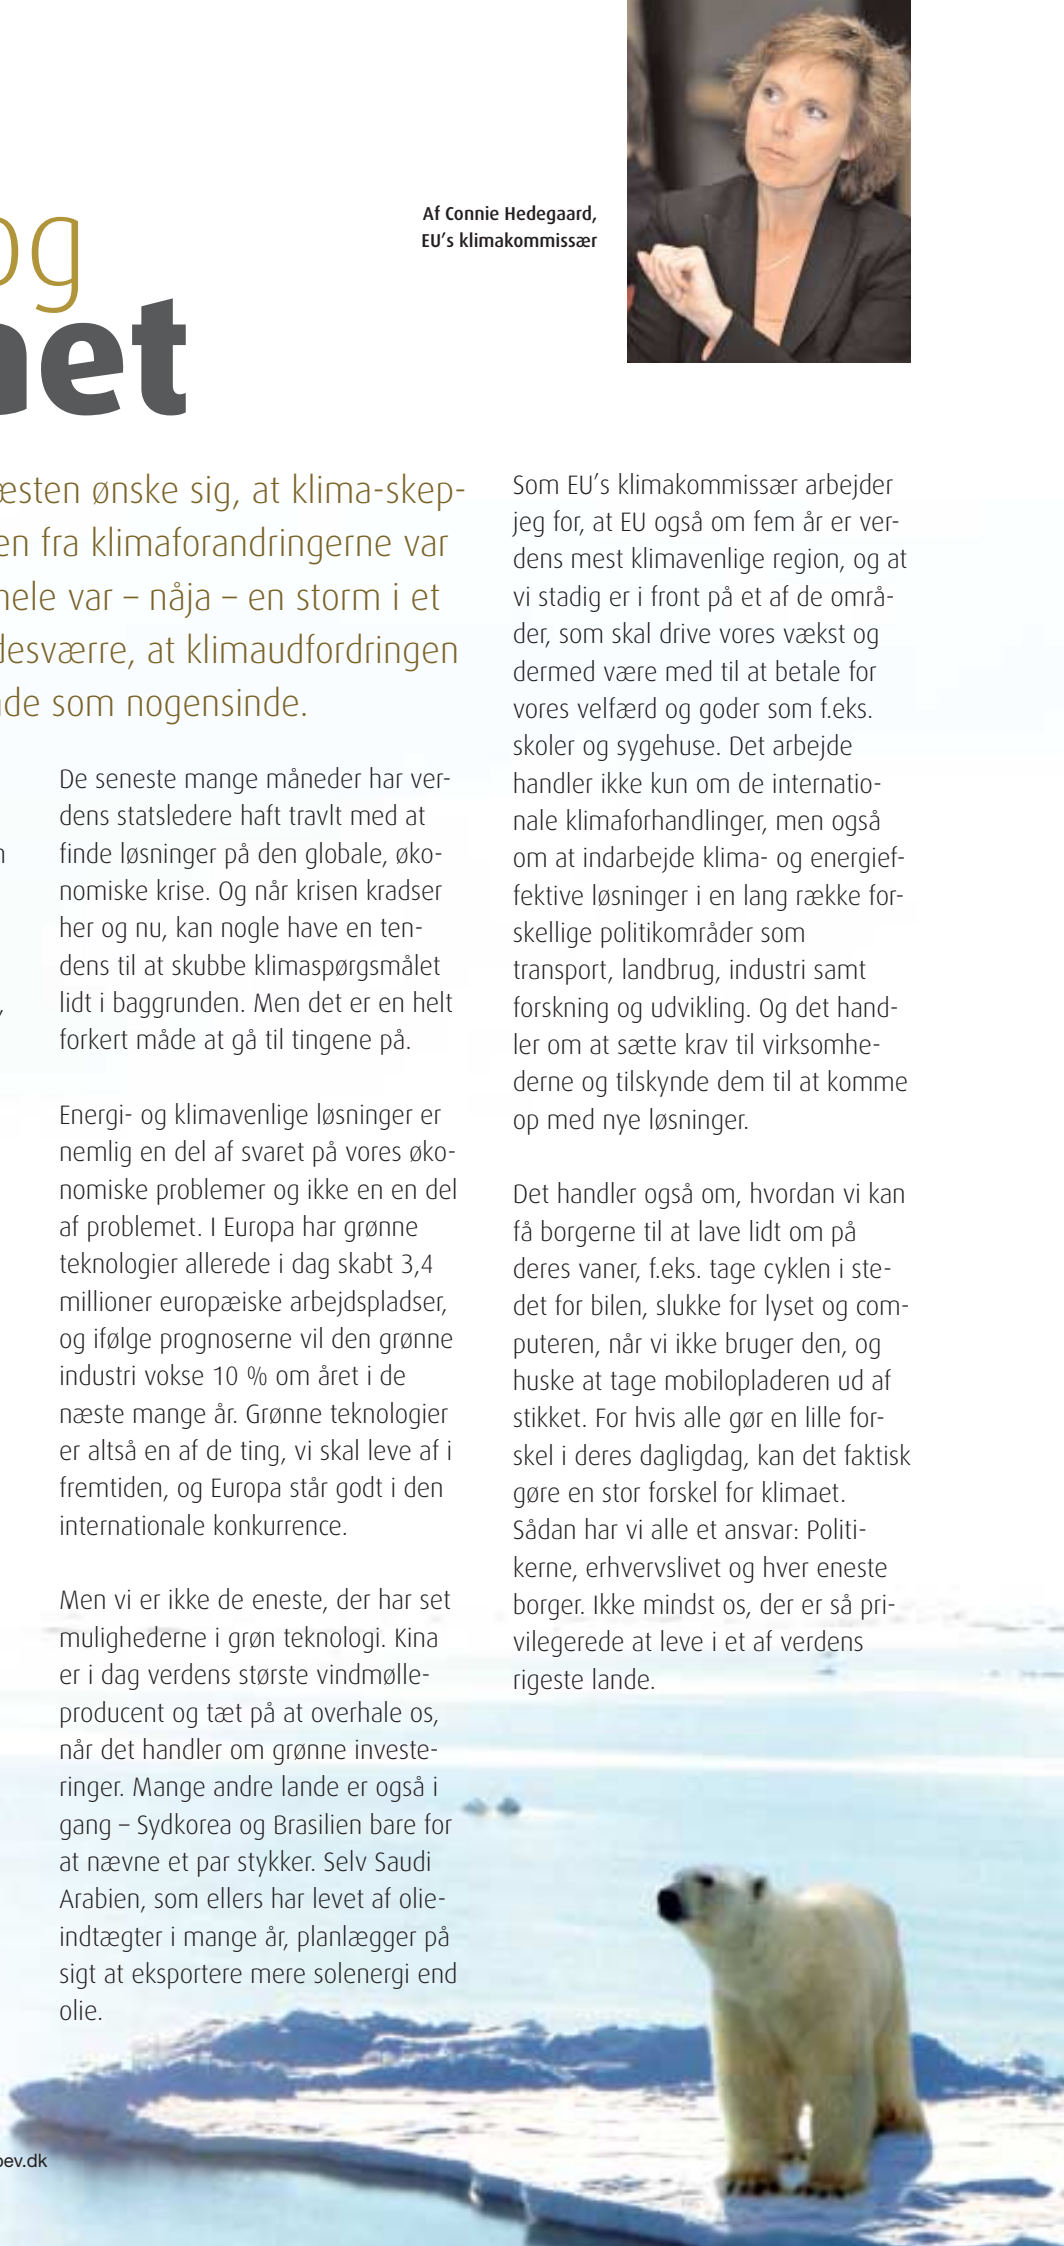 og
et
Af Connie Hedegaard,
EU's klimakommissær
ønske sig, at klima-skep-
fra klimaforandringerne var
var – nåja – en storm i et
desværre, at klimaudfordringen
som nogensinde.
De seneste mange måneder har ver-
dens statsledere haft travlt med at
finde løsninger på den globale, øko-
nomiske krise. Og når krisen kradser
her og nu, kan nogle have en ten-
dens til at skubbe klimaspørgsmålet
lidt i baggrunden. Men det er en helt
forkert måde at gå til tingene på.
Energi- og klimavenlige løsninger er
nemlig en del af svaret på vores øko-
nomiske problemer og ikke en en del
af problemet. I Europa har grønne
teknologier allerede i dag skabt 3,4
millioner europæiske arbejdspladser,
og ifølge prognoserne vil den grønne
industri vokse 10 % om året i de
næste mange år. Grønne teknologier
er altså en af de ting, vi skal leve af i
fremtiden, og Europa står godt i den
internationale konkurrence.
Men vi er ikke de eneste, der har set
mulighederne i grøn teknologi. Kina
er i dag verdens største vindmølle-
producent og tæt på at overhale os,
når det handler om grønne investe-
ringer. Mange andre lande er også i
gang – Sydkorea og Brasilien bare for
at nævne et par stykker. Selv Saudi
Arabien, som ellers har levet af olie-
indtægter i mange år, planlægger på
sigt at eksportere mere solenergi end
olie.
Som EU's klimakommissær arbejder
jeg for, at EU også om fem år er ver-
dens mest klimavenlige region, og at
vi stadig er i front på et af de områ-
der, som skal drive vores vækst og
dermed være med til at betale for
vores velfærd og goder som f.eks.
skoler og sygehuse. Det arbejde
handler ikke kun om de internatio-
nale klimaforhandlinger, men også
om at indarbejde klima- og energief-
fektive løsninger i en lang række for-
skellige politikområder som
transport, landbrug, industri samt
forskning og udvikling. Og det hand-
ler om at sætte krav til virksomhe-
derne og tilskynde dem til at komme
op med nye løsninger.
Det handler også om, hvordan vi kan
få borgerne til at lave lidt om på
deres vaner, f.eks. tage cyklen i ste-
det for bilen, slukke for lyset og com-
puteren, når vi ikke bruger den, og
huske at tage mobilopladeren ud af
stikket. For hvis alle gør en lille for-
skel i deres dagligdag, kan det faktisk
gøre en stor forskel for klimaet.
Sådan har vi alle et ansvar: Politi-
kerne, erhvervslivet og hver eneste
borger. Ikke mindst os, der er så pri-
vilegerede at leve i et af verdens
rigeste lande.
ev.dk